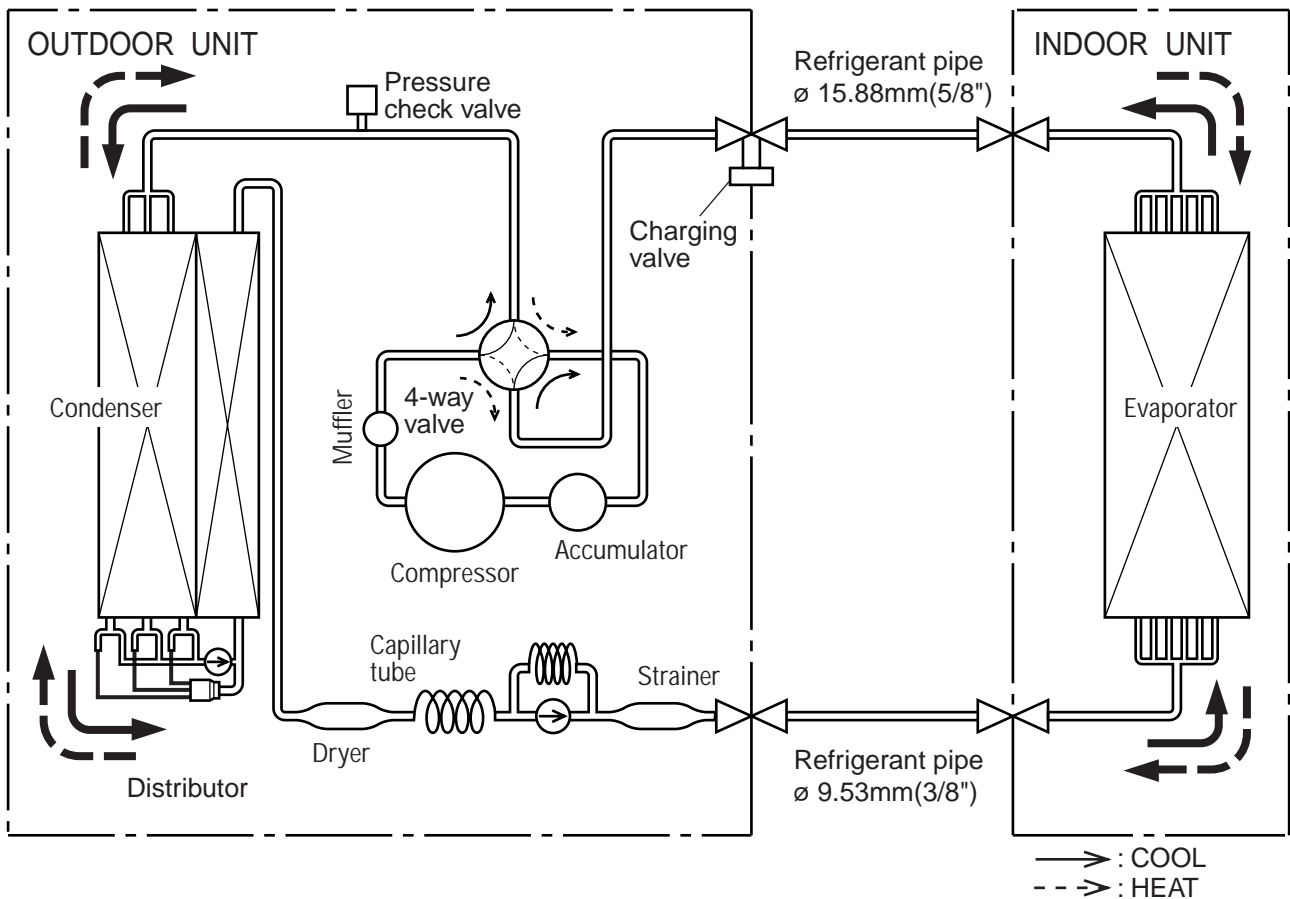 OUTDOOR UNIT
INDOOR UNIT
Pressure
check valve
Refrigerant pipe
ø 15.88mm(5/8")
Charging
valve
Condenser
Muffler
4-way
valve
Evaporator
Compressor
Accumulator
Capillary
tube
Strainer
Dryer
Distributor
Refrigerant pipe
ø 9.53mm(3/8")
: COOL
: HEAT